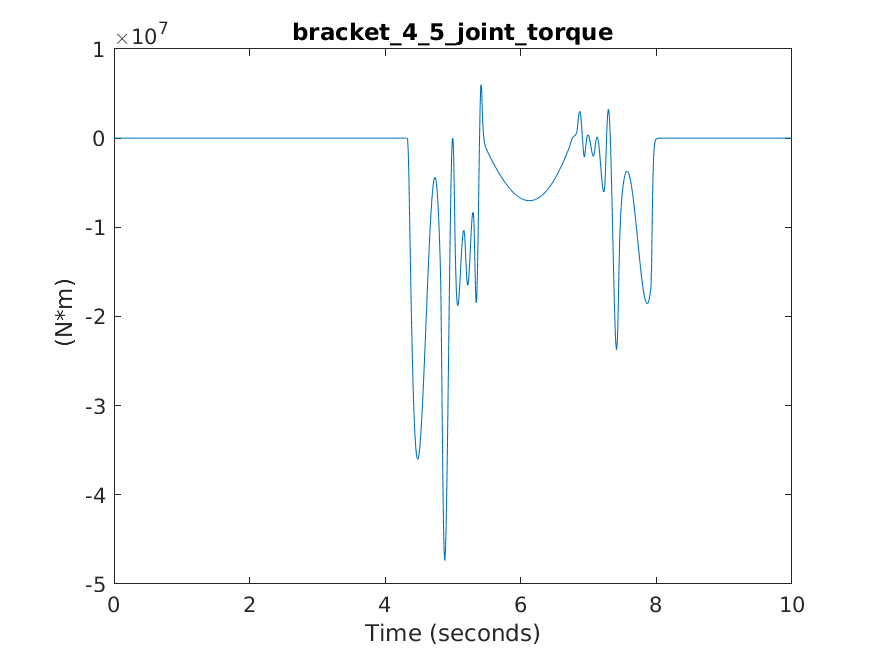 bracket_4_5_joint_torque
×10^7
1
0
-1
-2
-3
-4
-5
(N*m)
0 2 4 6 8 10
Time (seconds)